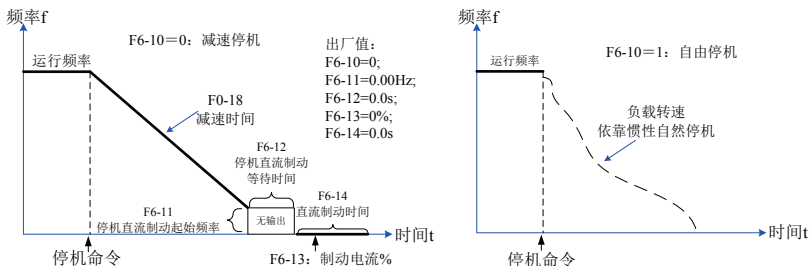 频率f
F6-10＝0：减速停机
运行频率
F0-18
减速时间
出厂值：
F6-10=0;
F6-11=0.00Hz;
F6-12=0.0s;
F6-13=0%;
F6-14=0.0s
F6-12
停机直流制动
等待时间
F6-14
直流制动时间
F6-11
停机直流制动起始频率
无输出
时间t
停机命令
F6-13：制动电流%
频率f
F6-10＝1：自由停机
运行频率
负载转速
依靠惯性自然停机
时间t
停机命令